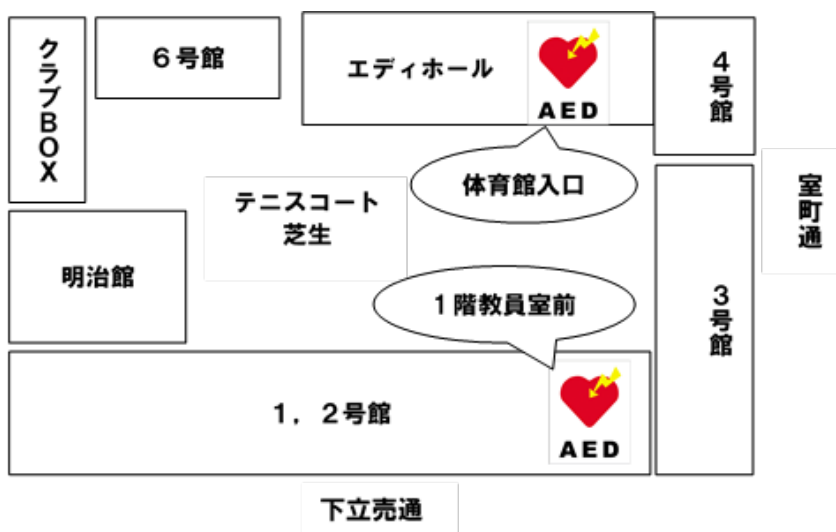 クラブBOX
６号館
エディホール
AED
４号館
体育館入口
テニスコート
芝生
室町通
明治館
１階教員室前
３号館
１，２号館
AED
下立売通